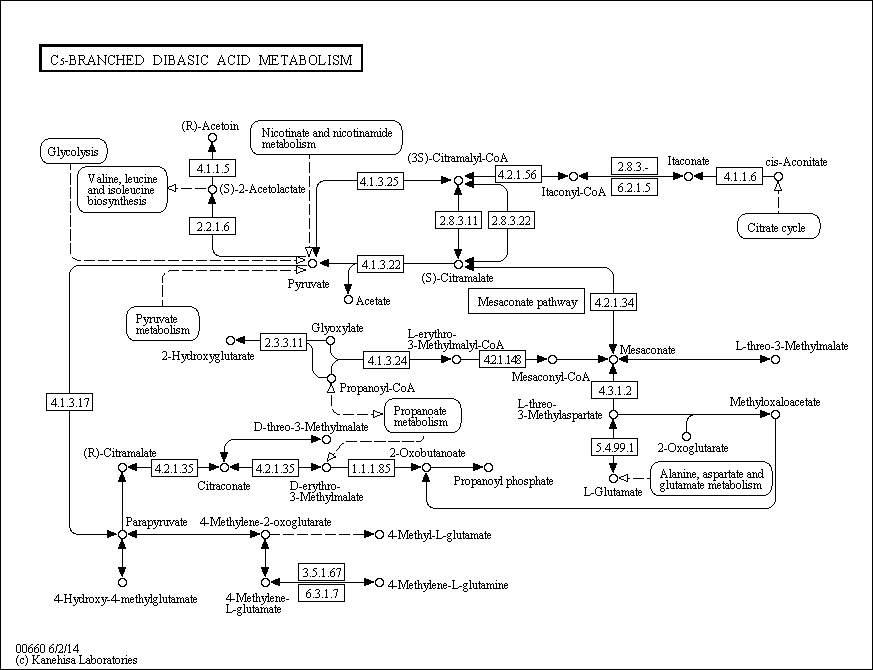 C5-BRANCHED DIBASIC ACID METABOLISM
(R)-Acetoin
Nicotinate and nicotinamide
metabolism
Glycolysis
4.1.1.5
(3S)-Citramalyl-CoA
2.8.3.-
Itaconate
cis-Aconitate
Valine, leucine
and isoleucine
biosynthesis
(S)-2-Acetolactate
4.1.3.25
4.2.1.56
4.1.1.6
Itaconyl-CoA
6.2.1.5
2.2.1.6
2.8.3.11
2.8.3.22
Citrate cycle
4.1.3.22
Pyruvate
(S)-Citramalate
Acetate
Mesaconate pathway
4.2.1.34
Pyruvate
metabolism
Glyoxylate
2.3.3.11
2-Hydroxyglutarate
L-erythro-
3-Methylmalyl-CoA
Mesaconate
L-threo-3-Methylmalate
4.1.3.24
4.2.1.148
Mesaconyl-CoA
Propanoyl-CoA
4.3.1.2
4.1.3.17
Propanoate
metabolism
L-threo-
3-Methylaspartate
Methyloxaloacetate
D-threo-3-Methylmalate
2-Oxoglutarate
5.4.99.1
(R)-Citramalate
2-Oxobutanoate
4.2.1.35
4.2.1.35
1.1.1.85
Citraconate
D-erythro-
3-Methylmalate
Propanoyl phosphate
L-Glutamate
Alanine, aspartate and
glutamate metabolism
Parapyruvate
4-Methylene-2-oxoglutarate
4-Methyl-L-glutamate
3.5.1.67
4-Hydroxy-4-methylglutamate
4-Methylene-
L-glutamate
6.3.1.7
4-Methylene-L-glutamine
00660 6/2/14
(c) Kanehisa Laboratories